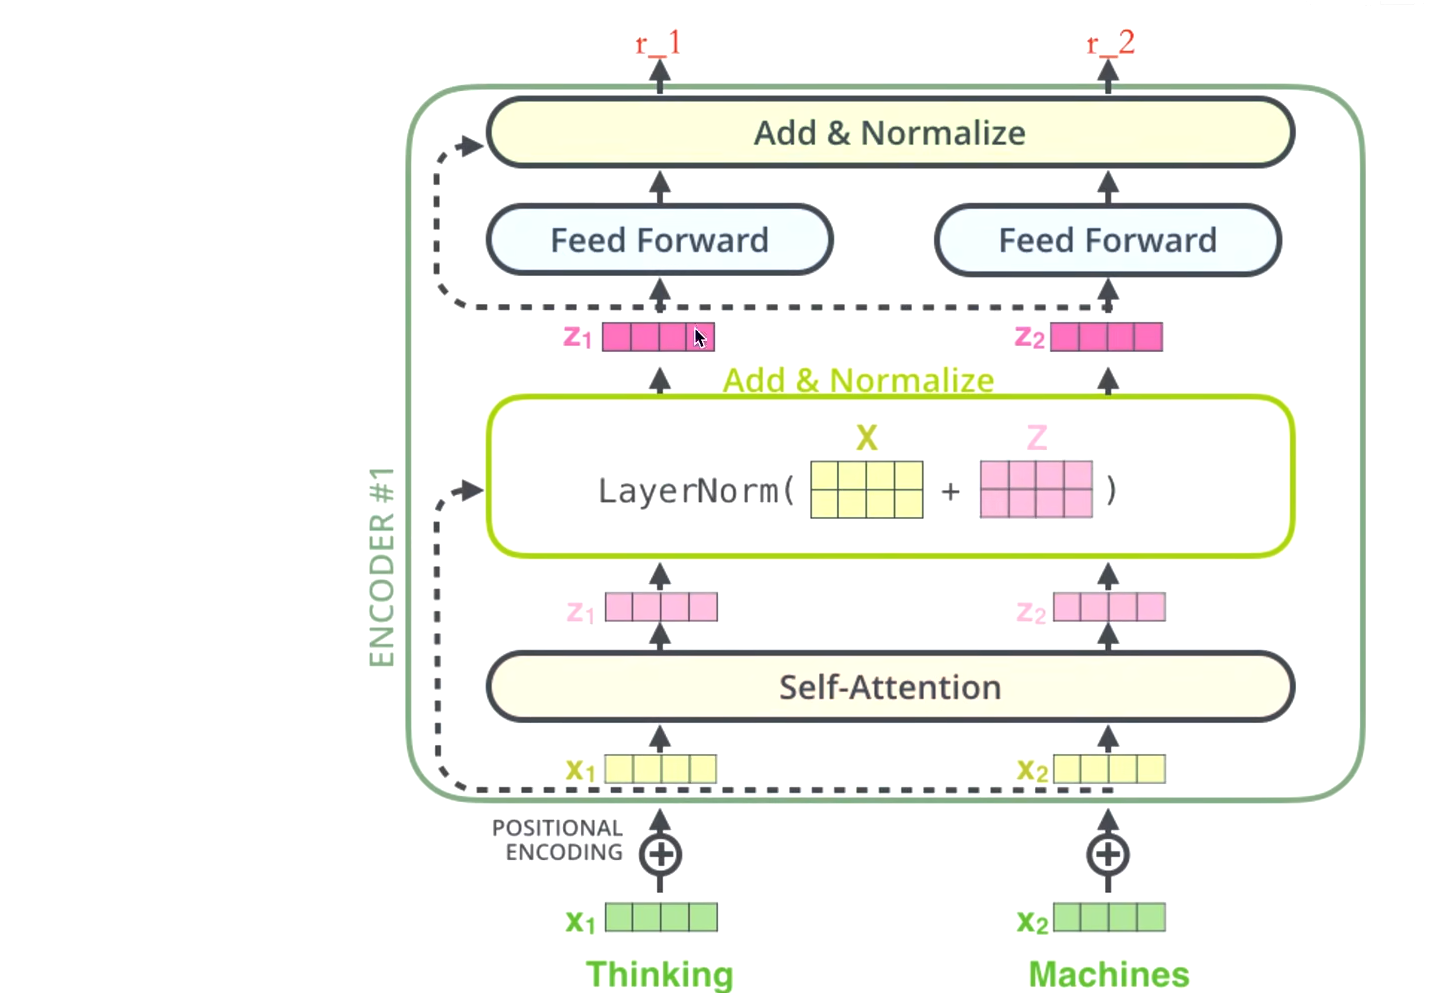 r_1 r_2
Add & Normalize
Feed Forward Feed Forward
z₁ z₂
Add & Normalize
X Z
LayerNorm( + )
z₁ z₂
Self-Attention
x₁ x₂
ENCODER #1
POSITIONAL
ENCODING
x₁ x₂
Thinking Machines